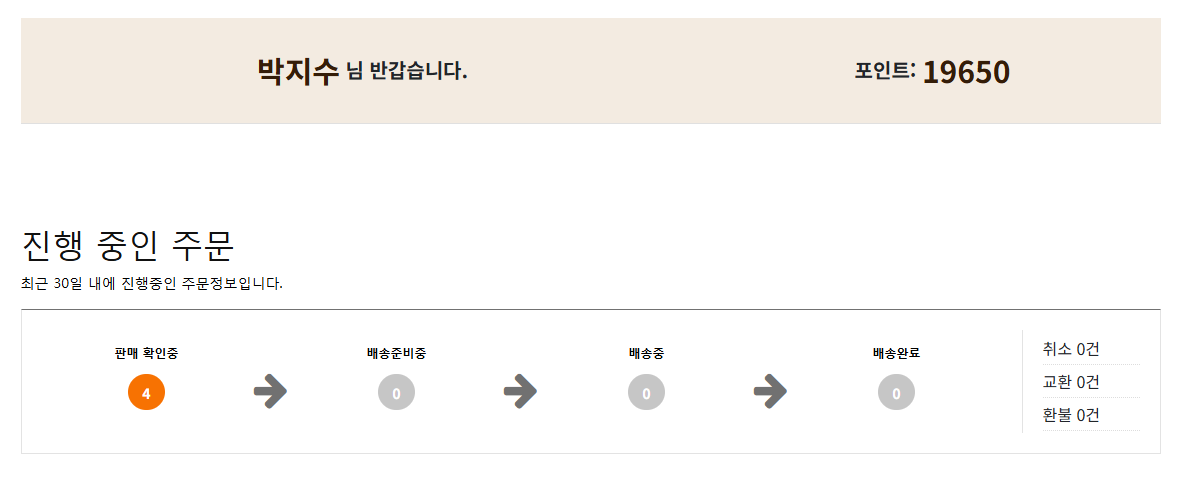 박지수 님 반갑습니다.
포인트: 19650
진행 중인 주문
최근 30일 내에 진행중인 주문정보입니다.
판매 확인중
4
배송준비중
0
배송중
0
배송완료
0
취소 0건
교환 0건
환불 0건